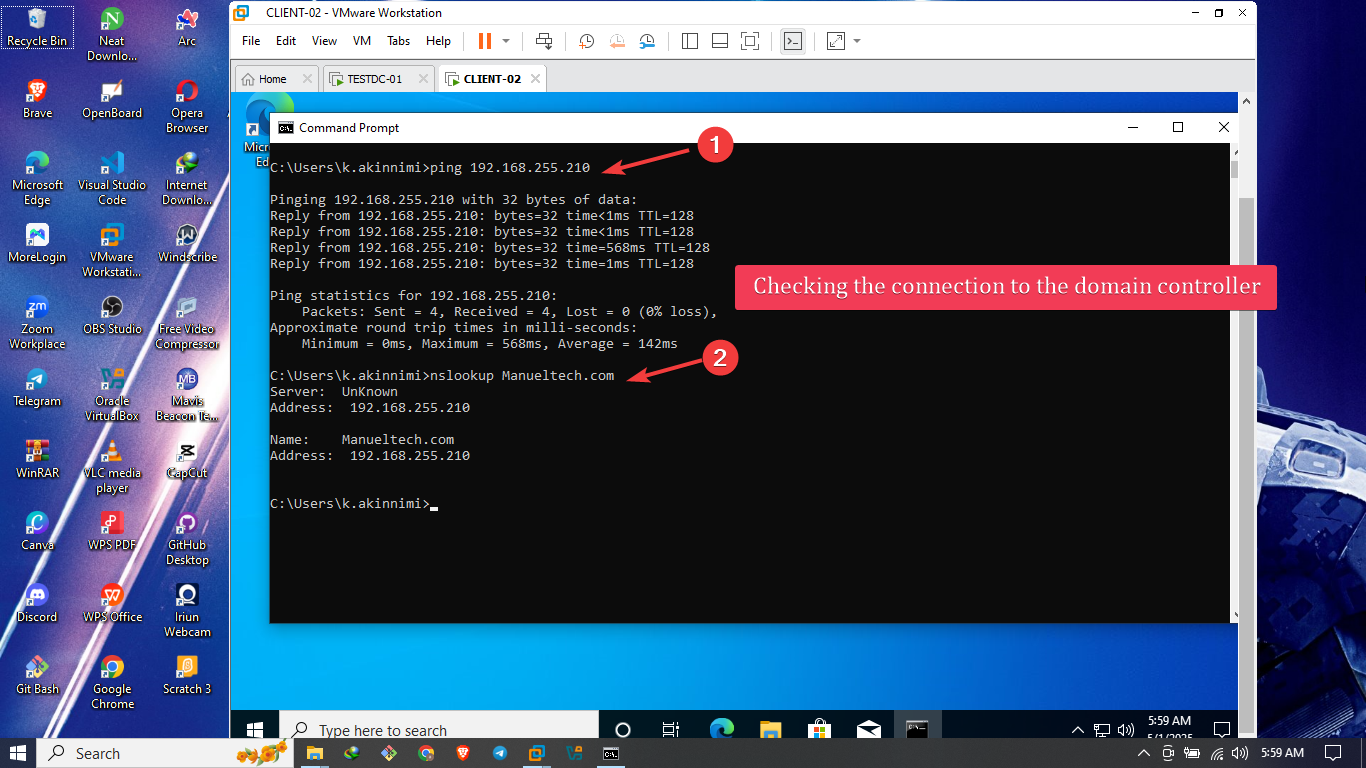 CLIENT-02 - VMware Workstation
File Edit View VM Tabs Help
Home TESTDC-01 CLIENT-02
Recycle Bin
Neat
Downlo...
Arc
Brave
OpenBoard
Opera
Browser
Microsoft
Edge
Visual Studio
Code
Internet
Downlo...
MoreLogin
VMware
Workstati...
Windscribe
Zoom
Workplace
OBS Studio
Free Video
Compressor
Telegram
Oracle
VirtualBox
Mavis
Beacon Te...
WinRAR
VLC media
player
CapCut
Canva
WPS PDF
GitHub
Desktop
Discord
WPS Office
Iriun
Webcam
Git Bash
Google
Chrome
Scratch 3
Micro
Ed
Command Prompt
C:\Users\k.akinnimi>ping 192.168.255.210
1
Pinging 192.168.255.210 with 32 bytes of data:
Reply from 192.168.255.210: bytes=32 time<1ms TTL=128
Reply from 192.168.255.210: bytes=32 time<1ms TTL=128
Reply from 192.168.255.210: bytes=32 time=568ms TTL=128
Reply from 192.168.255.210: bytes=32 time=1ms TTL=128
Checking the connection to the domain controller
Ping statistics for 192.168.255.210:
Packets: Sent = 4, Received = 4, Lost = 0 (0% loss),
Approximate round trip times in milli-seconds:
Minimum = 0ms, Maximum = 568ms, Average = 142ms
C:\Users\k.akinnimi>nslookup Manueltech.com
2
Server: UnKnown
Address: 192.168.255.210
Name: Manueltech.com
Address: 192.168.255.210
C:\Users\k.akinnimi>
Type here to search
5:59 AM
5/1/2025
Search
5:59 AM